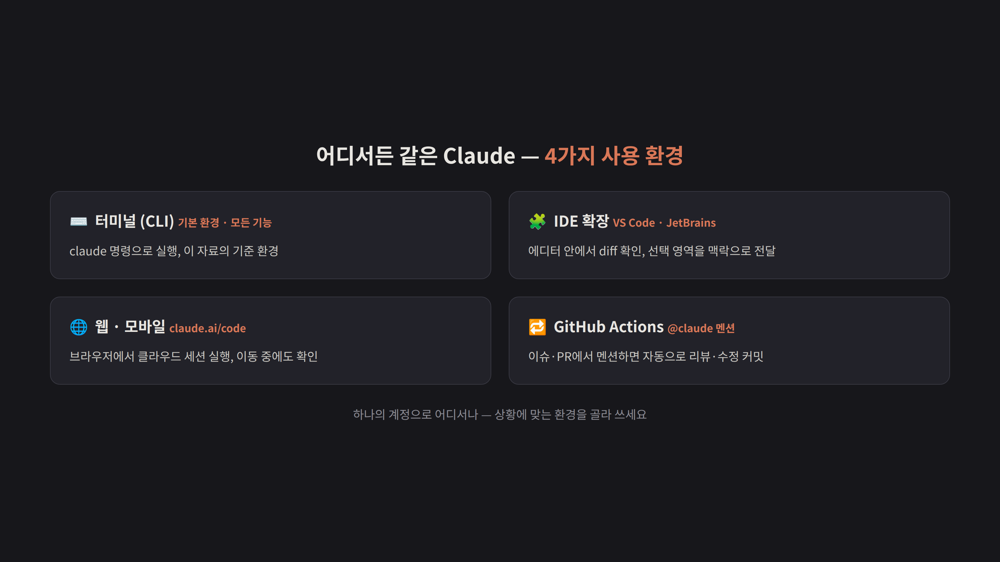 어디서든 같은 Claude — 4가지 사용 환경
터미널 (CLI) 기본 환경 · 모든 기능
claude 명령으로 실행, 이 자료의 기준 환경
IDE 확장 VS Code · JetBrains
에디터 안에서 diff 확인, 선택 영역을 맥락으로 전달
웹 · 모바일 claude.ai/code
브라우저에서 클라우드 세션 실행, 이동 중에도 확인
GitHub Actions @claude 멘션
이슈·PR에서 멘션하면 자동으로 리뷰·수정 커밋
하나의 계정으로 어디서나 — 상황에 맞는 환경을 골라 쓰세요